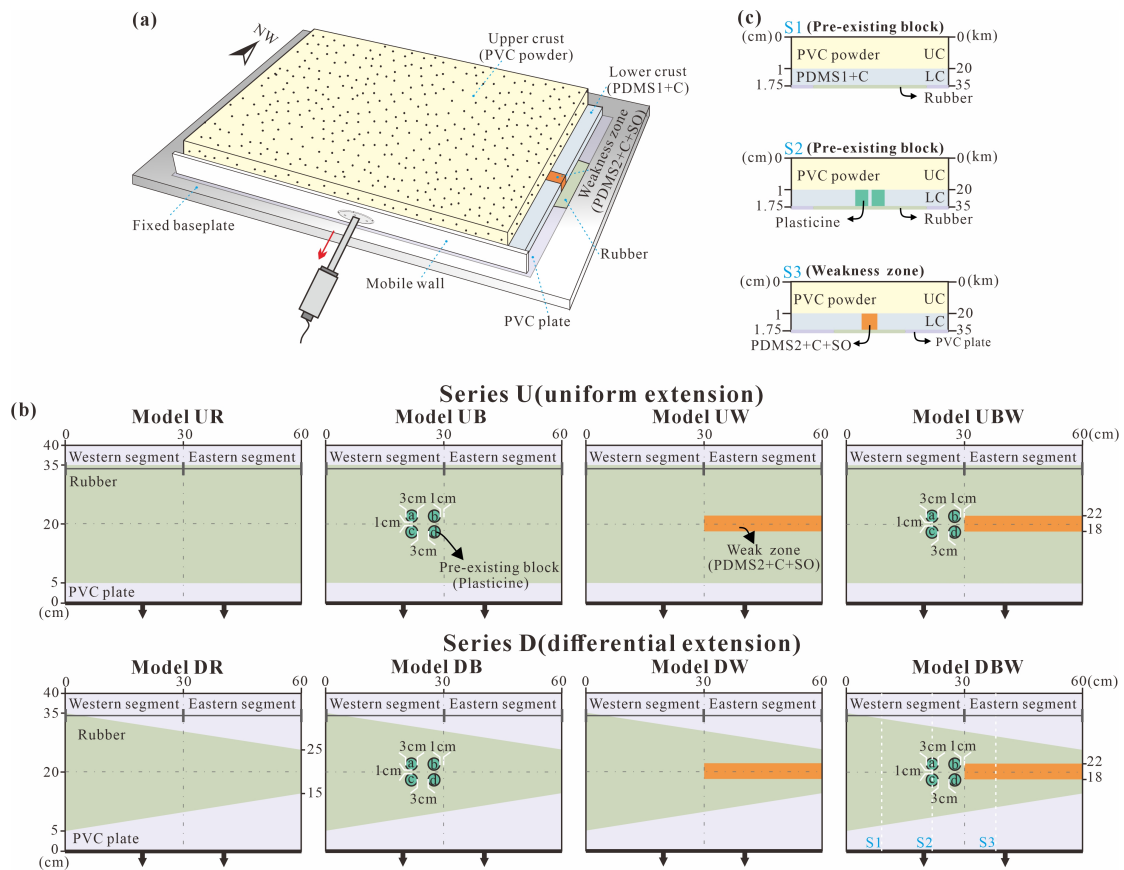 (a)
NW
Upper crust
(PVC powder)
Lower crust
(PDMS1+C)
Weakness zone
(PDMS2+C+SO)
Fixed baseplate
Rubber
Mobile wall
PVC plate
(c)
S1 (Pre-existing block)
(cm) 0
0 (km)
PVC powder UC
1
20
PDMS1+C LC
1.75
35
Rubber
S2 (Pre-existing block)
(cm) 0
0 (km)
PVC powder UC
1
20
LC
1.75
35
Plasticine
Rubber
S3 (Weakness zone)
(cm) 0
0 (km)
PVC powder UC
1
20
LC
1.75
35
PDMS2+C+SO
PVC plate
(b)
Series U(uniform extension)
Model UR
0 30
40
Western segment Eastern segment
35
Rubber
20
5
PVC plate
0
(cm)
Model UB
0 30 60
Western segment Eastern segment
3cm 1cm
a b
1cm
c d
3cm
Pre-existing block
(Plasticine)
Model UW
0 30
Western segment Eastern segment
Weak zone
(PDMS2+C+SO)
Model UBW
0 30 60 (cm)
Western segment Eastern segment
3cm 1cm
a b
22
1cm
c d
18
3cm
Series D(differential extension)
Model DR
0 30
40
Western segment Eastern segment
35
Rubber
25
20
15
5
PVC plate
0
(cm)
Model DB
0 30 60
Western segment Eastern segment
3cm 1cm
a b
1cm
c d
3cm
Model DW
0 30
Western segment Eastern segment
Model DBW
0 30 60 (cm)
Western segment Eastern segment
3cm 1cm
a b
22
1cm
c d
18
3cm
S1 S2 S3